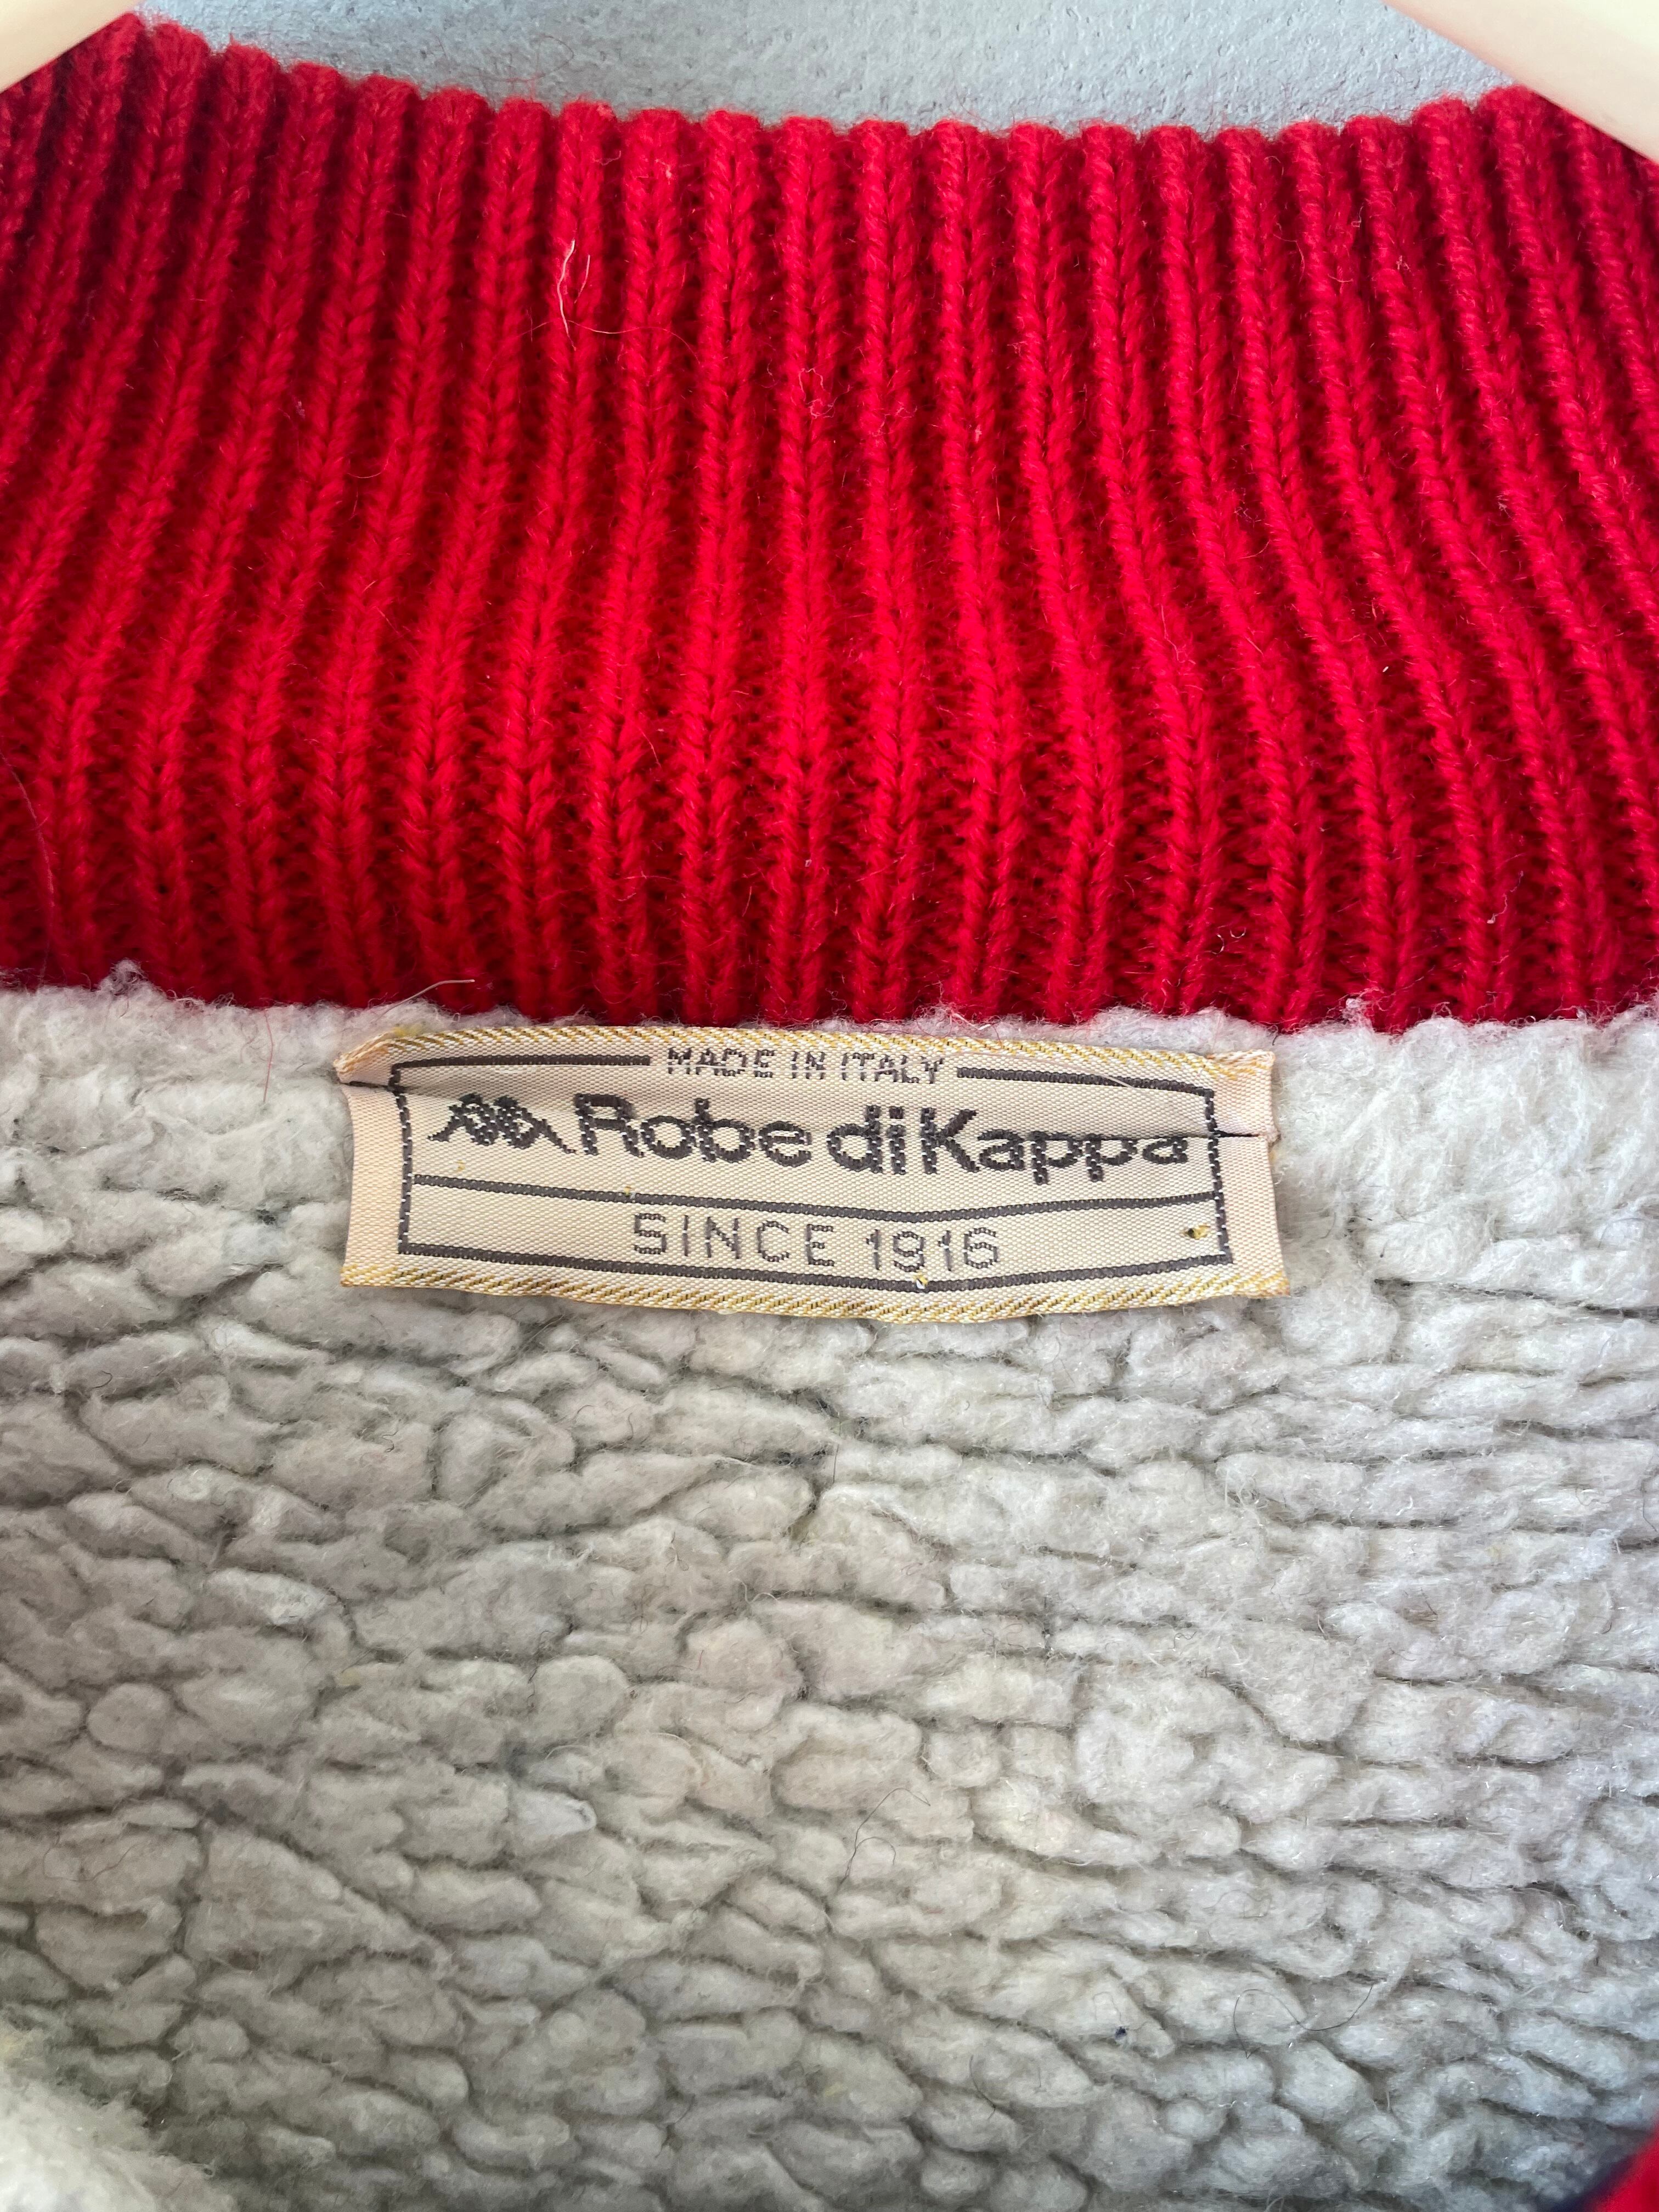 MADE IN ITALY
Robe di Kappa
SINCE 1916